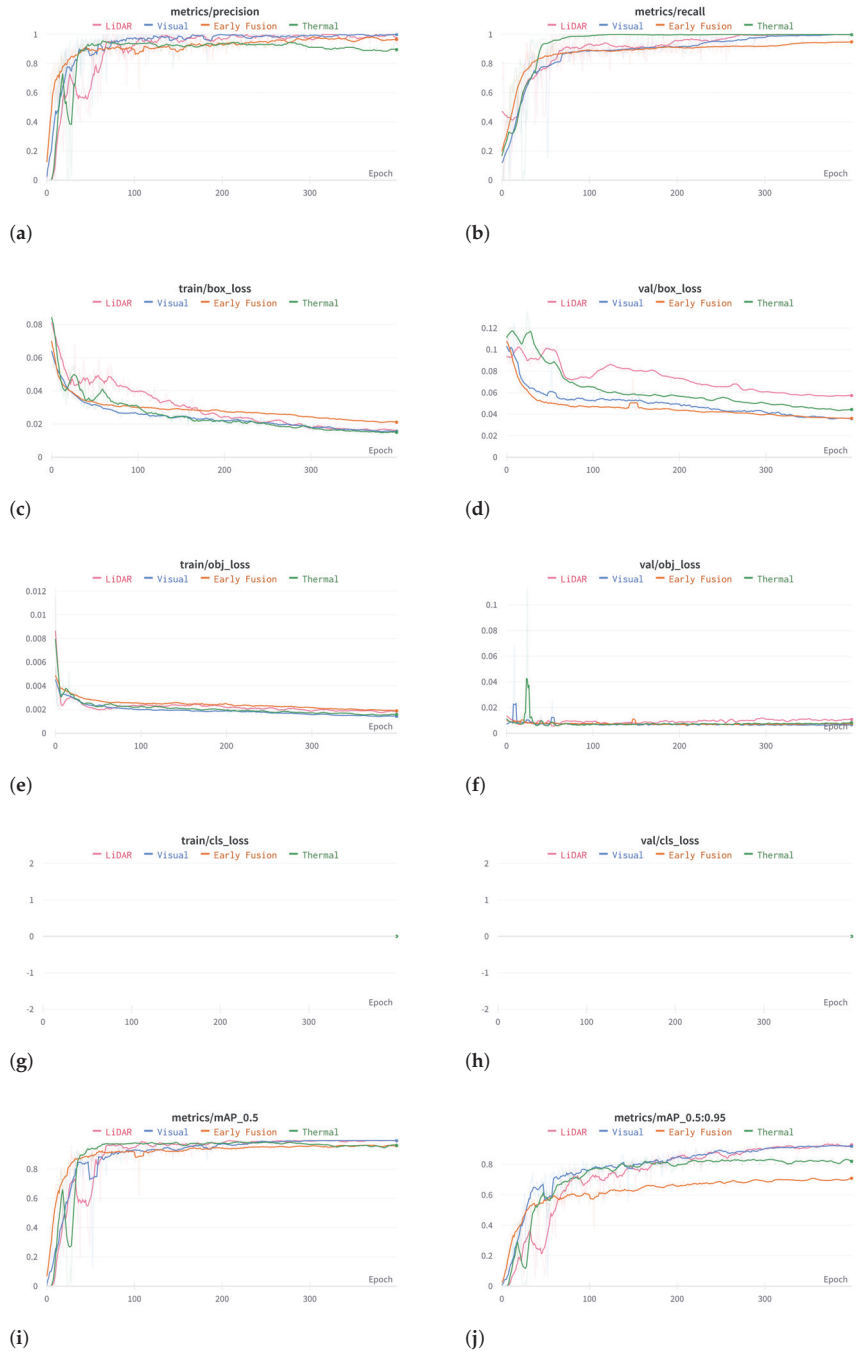 metrics/precision
LiDAR Visual Early Fusion Thermal
1
0.8
0.6
0.4
0.2
0
Epoch
0 100 200 300
(a)
metrics/recall
LiDAR Visual Early Fusion Thermal
1
0.8
0.6
0.4
0.2
0
Epoch
0 100 200 300
(b)
train/box_loss
LiDAR Visual Early Fusion Thermal
0.08
0.06
0.04
0.02
0
Epoch
0 100 200 300
(c)
val/box_loss
LiDAR Visual Early Fusion Thermal
0.12
0.1
0.08
0.06
0.04
0.02
0
Epoch
0 100 200 300
(d)
train/obj_loss
LiDAR Visual Early Fusion Thermal
0.012
0.01
0.008
0.006
0.004
0.002
0
Epoch
0 100 200 300
(e)
val/obj_loss
LiDAR Visual Early Fusion Thermal
0.1
0.08
0.06
0.04
0.02
0
Epoch
0 100 200 300
(f)
train/cls_loss
LiDAR Visual Early Fusion Thermal
2
1
0
-1
-2
Epoch
0 100 200 300
(g)
val/cls_loss
LiDAR Visual Early Fusion Thermal
2
1
0
-1
-2
Epoch
0 100 200 300
(h)
metrics/mAP_0.5
LiDAR Visual Early Fusion Thermal
0.8
0.6
0.4
0.2
0
Epoch
0 100 200 300
(i)
metrics/mAP_0.5:0.95
LiDAR Visual Early Fusion Thermal
0.8
0.6
0.4
0.2
0
Epoch
0 100 200 300
(j)